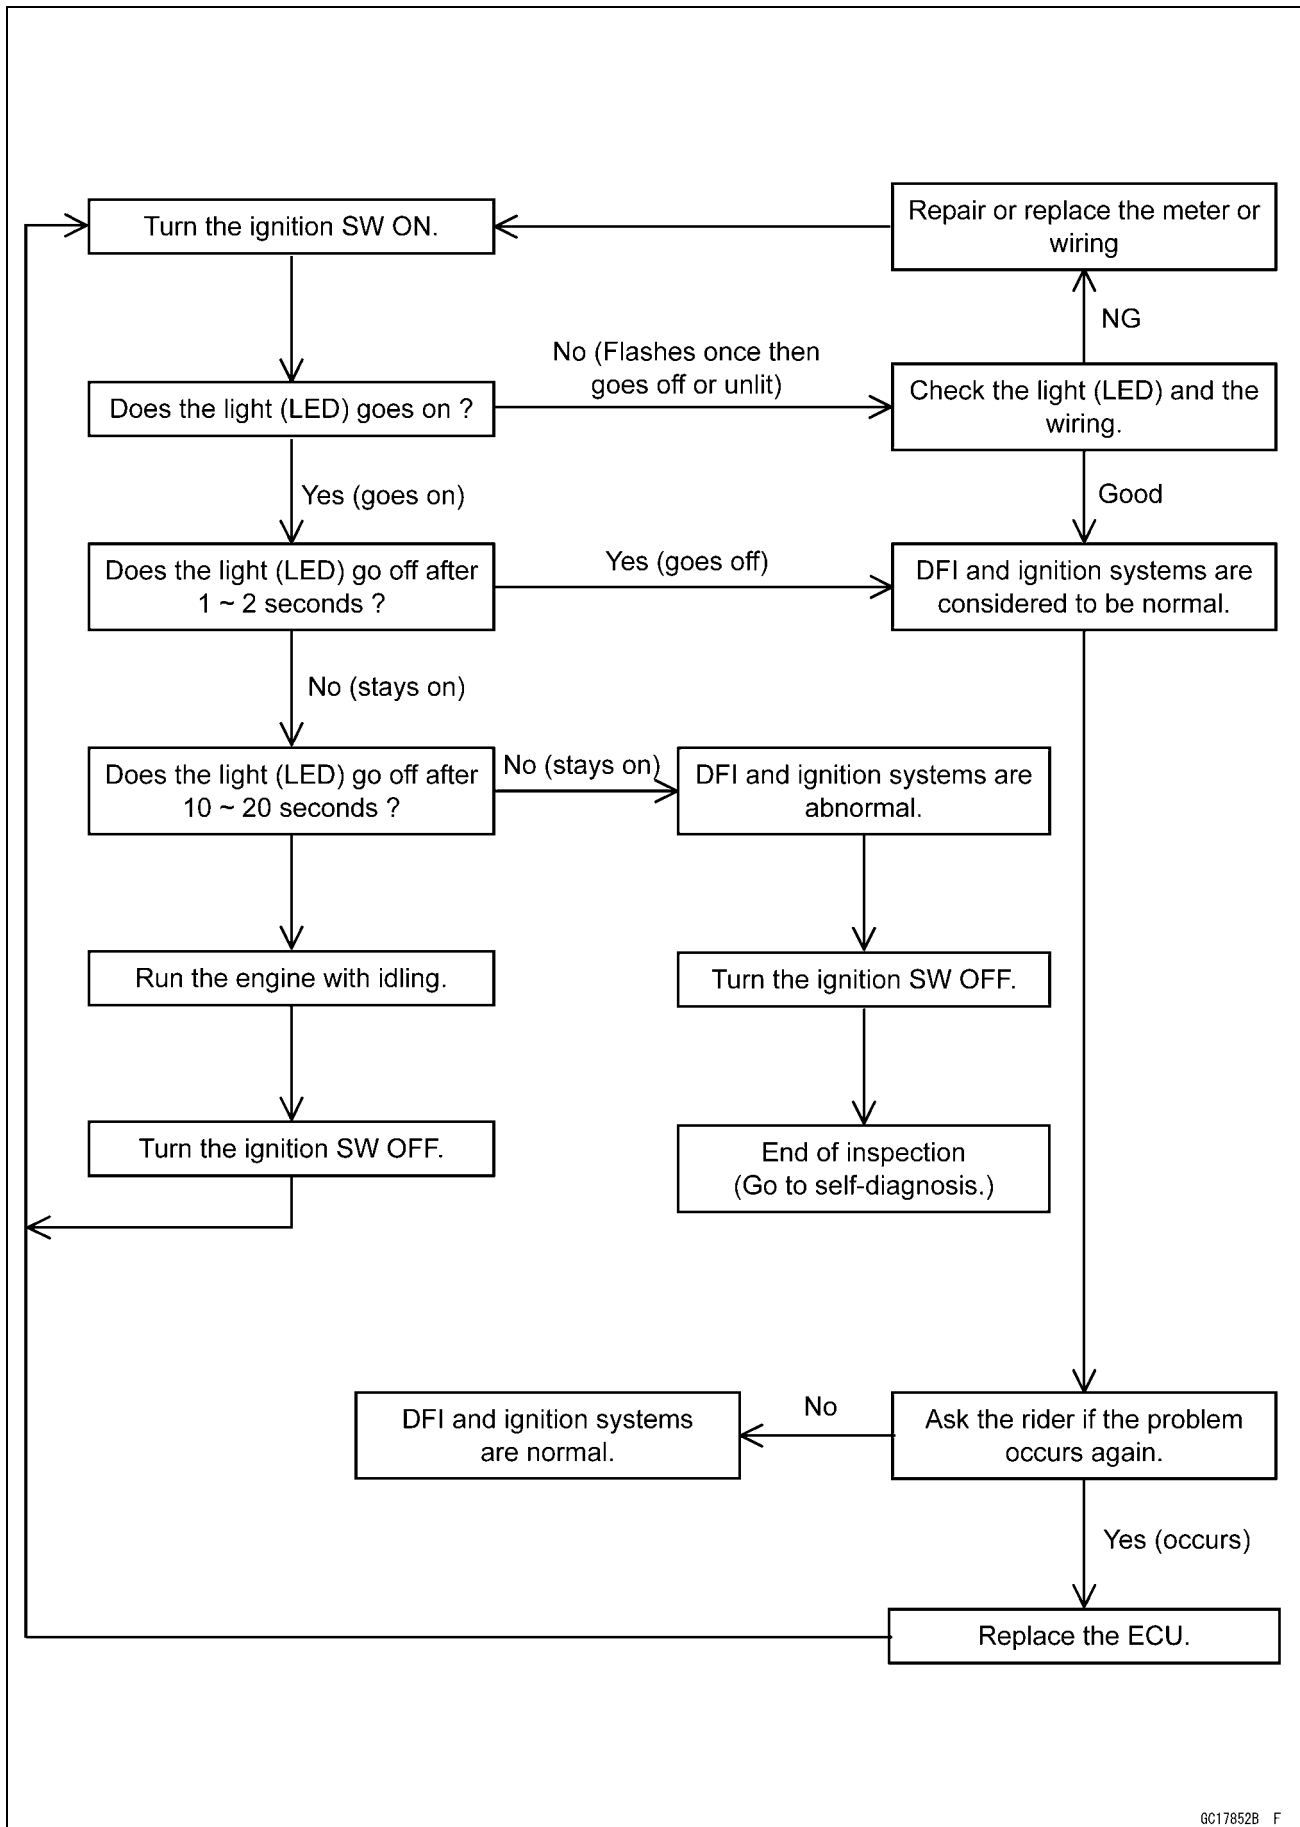 Turn the ignition SW ON.
Repair or replace the meter or
wiring
NG
No (Flashes once then
goes off or unlit)
Does the light (LED) goes on ?
Check the light (LED) and the
wiring.
Yes (goes on)
Good
Does the light (LED) go off after
1 ~ 2 seconds ?
Yes (goes off)
DFI and ignition systems are
considered to be normal.
No (stays on)
Does the light (LED) go off after
10 ~ 20 seconds ?
No (stays on)
DFI and ignition systems are
abnormal.
Run the engine with idling.
Turn the ignition SW OFF.
Turn the ignition SW OFF.
End of inspection
(Go to self-diagnosis.)
DFI and ignition systems
are normal.
No
Ask the rider if the problem
occurs again.
Yes (occurs)
Replace the ECU.
GC17852B F